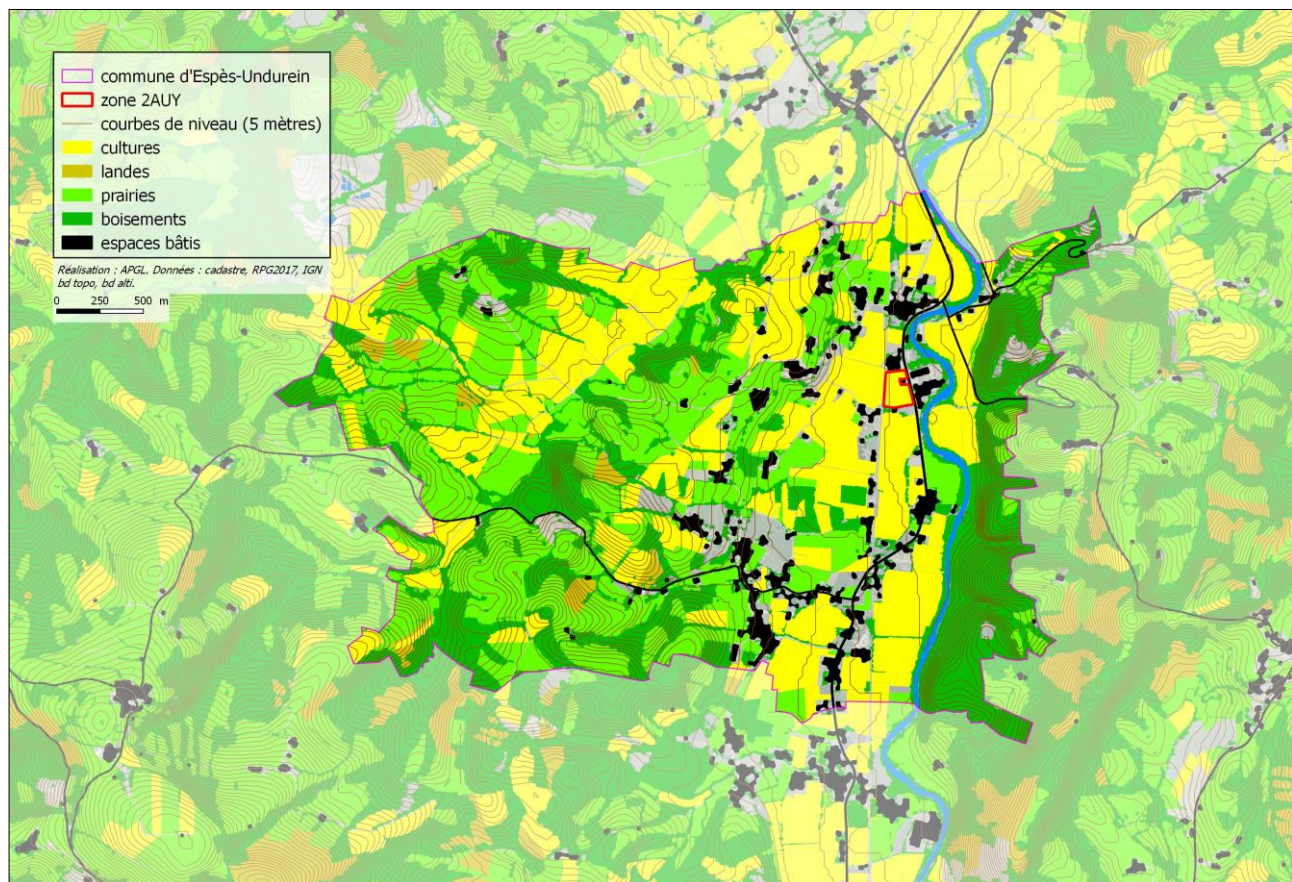 commune d'Espès-Undurein
zone 2AUY
courbes de niveau (5 mètres)
cultures
landes
prairies
boisements
espaces bâtis
Réalisation : APGL. Données : cadastre, RPG2017, IGN
bd topo, bd alti.
0 250 500 m